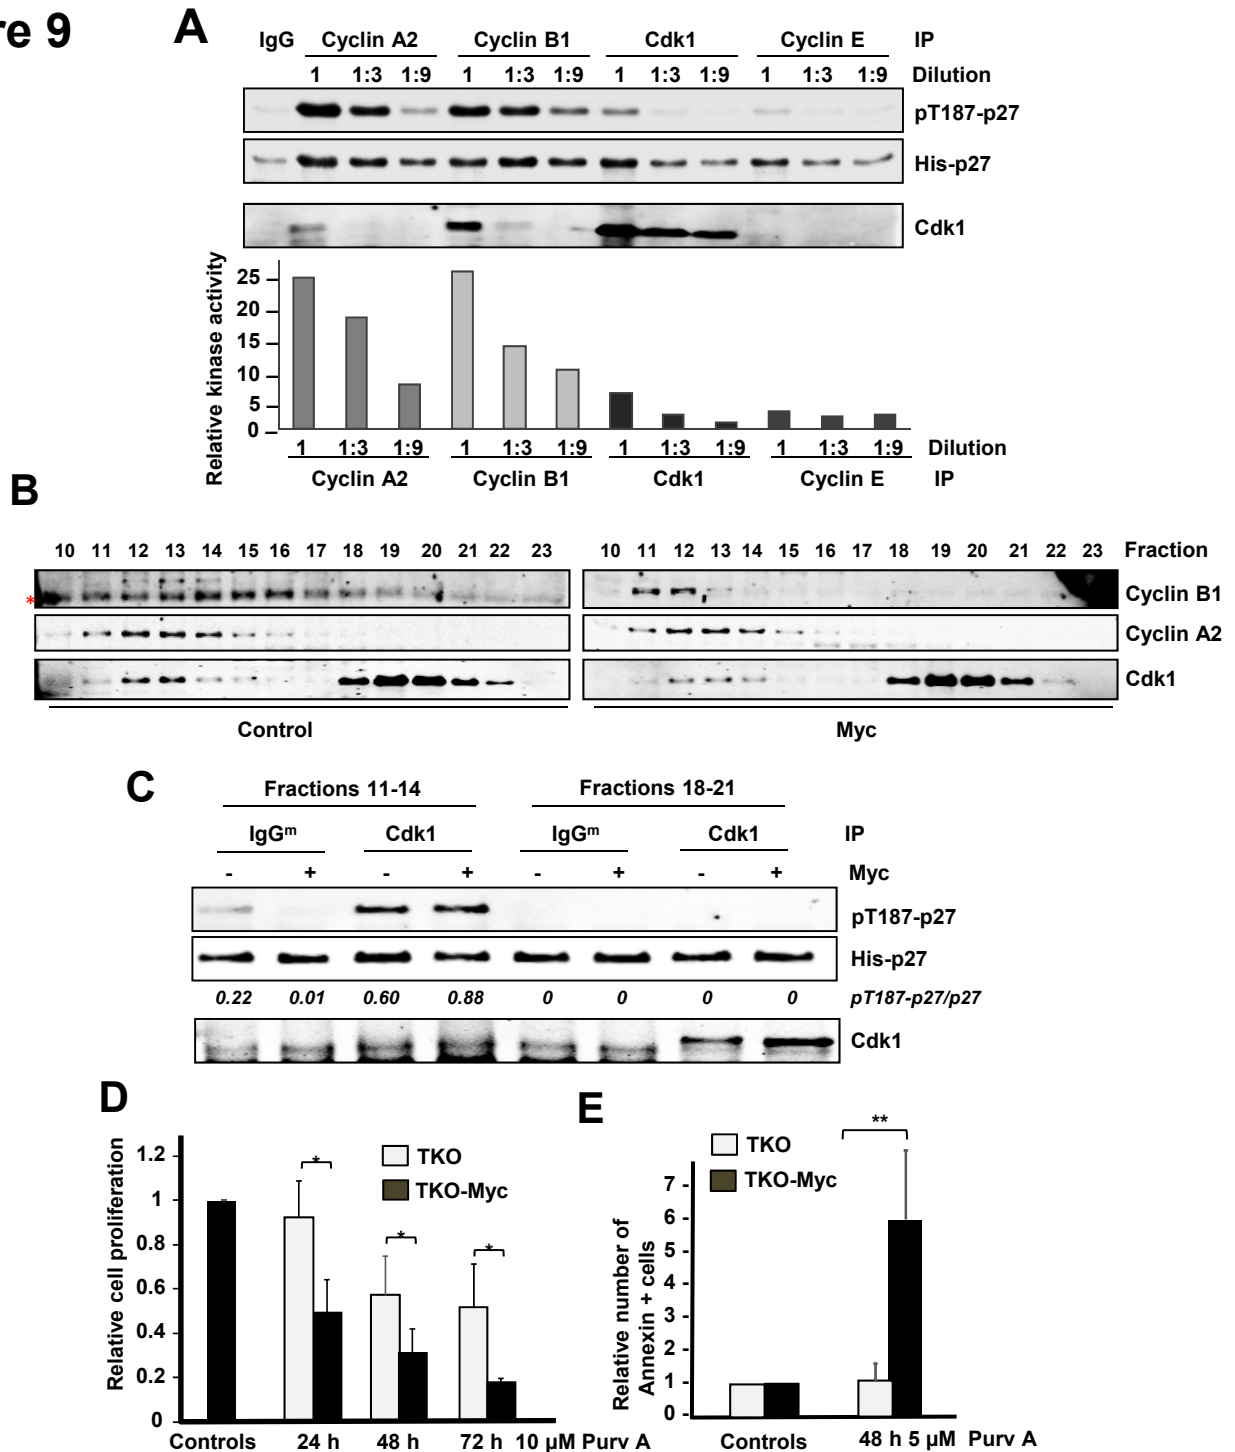 re 9
A
IgG Cyclin A2 Cyclin B1 Cdk1 Cyclin E IP
1 1:3 1:9 1 1:3 1:9 1 1:3 1:9 1 1:3 1:9 Dilution
pT187-p27
His-p27
Cdk1
Relative kinase activity
25
20
15
10
5
0
1 1:3 1:9 1 1:3 1:9 1 1:3 1:9 1 1:3 1:9 Dilution
Cyclin A2 Cyclin B1 Cdk1 Cyclin E IP
B
10 11 12 13 14 15 16 17 18 19 20 21 22 23 10 11 12 13 14 15 16 17 18 19 20 21 22 23 Fraction
* Cyclin B1
Cyclin A2
Cdk1
Control Myc
C
Fractions 11-14 Fractions 18-21
IgGᵐ Cdk1 IgGᵐ Cdk1 IP
- + - + - + - + Myc
pT187-p27
His-p27
0.22 0.01 0.60 0.88 0 0 0 0 pT187-p27/p27
Cdk1
D
Relative cell proliferation
1.2
1
0.8
0.6
0.4
0.2
0
TKO
TKO-Myc
* * *
Controls 24 h 48 h 72 h 10 µM Purv A
E
Relative number of
Annexin + cells
7
6
5
4
3
2
1
0
TKO
TKO-Myc
**
Controls 48 h 5 µM Purv A